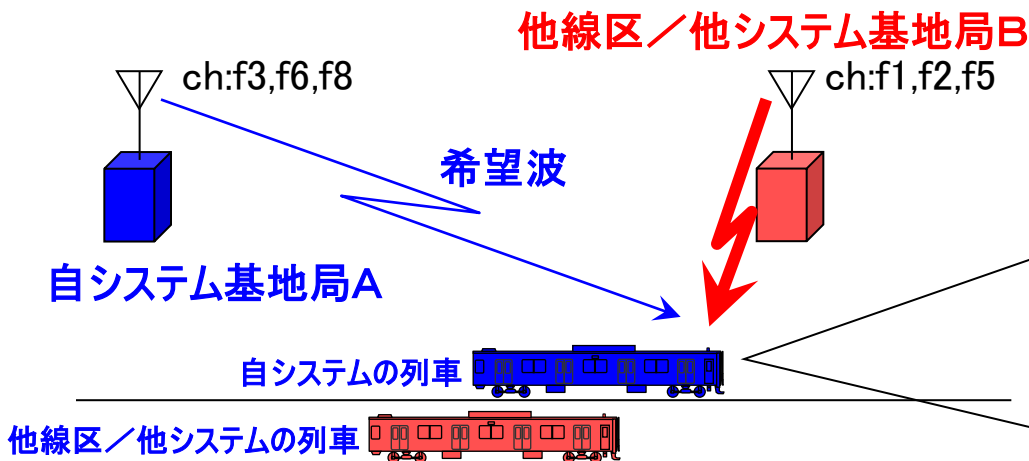 他線区／他システム基地局B
ch:f3,f6,f8
ch:f1,f2,f5
希望波
自システム基地局A
自システムの列車
他線区／他システムの列車